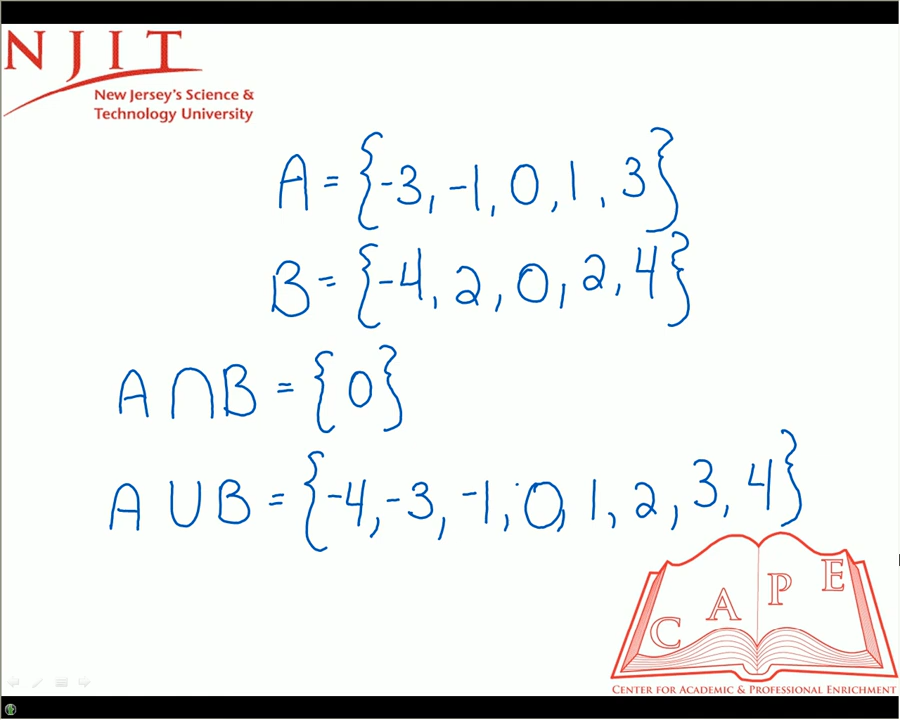 NJIT
New Jersey's Science &
Technology University
A = {-3, -1, 0, 1, 3}
B = {-4, 2, 0, 2, 4}
A ∩ B = {0}
A ∪ B = {-4, -3, -1, 0, 1, 2, 3, 4}
C A P E
CENTER FOR ACADEMIC & PROFESSIONAL ENRICHMENT